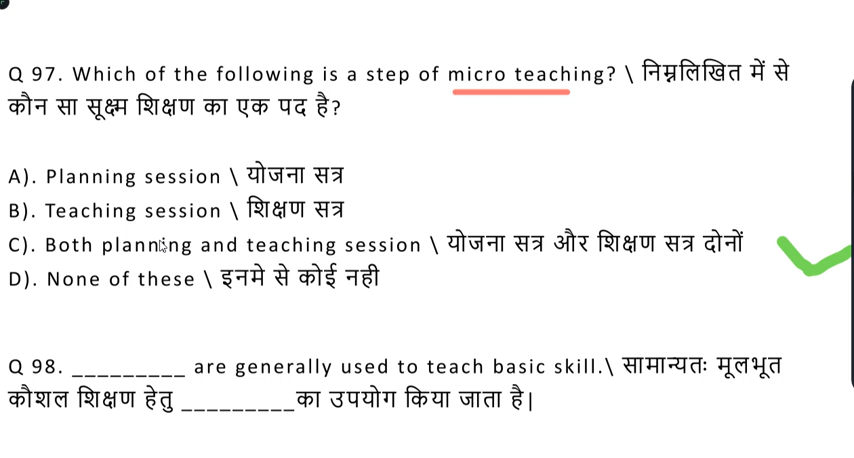 Q 97. Which of the following is a step of micro teaching? \ निम्नलिखित में से
कौन सा सूक्ष्म शिक्षण का एक पद है?
A). Planning session \ योजना सत्र
B). Teaching session \ शिक्षण सत्र
C). Both planning and teaching session \ योजना सत्र और शिक्षण सत्र दोनों
D). None of these \ इनमे से कोई नही
Q 98. _________ are generally used to teach basic skill.\ सामान्यतः मूलभूत
कौशल शिक्षण हेतु _________का उपयोग किया जाता है|